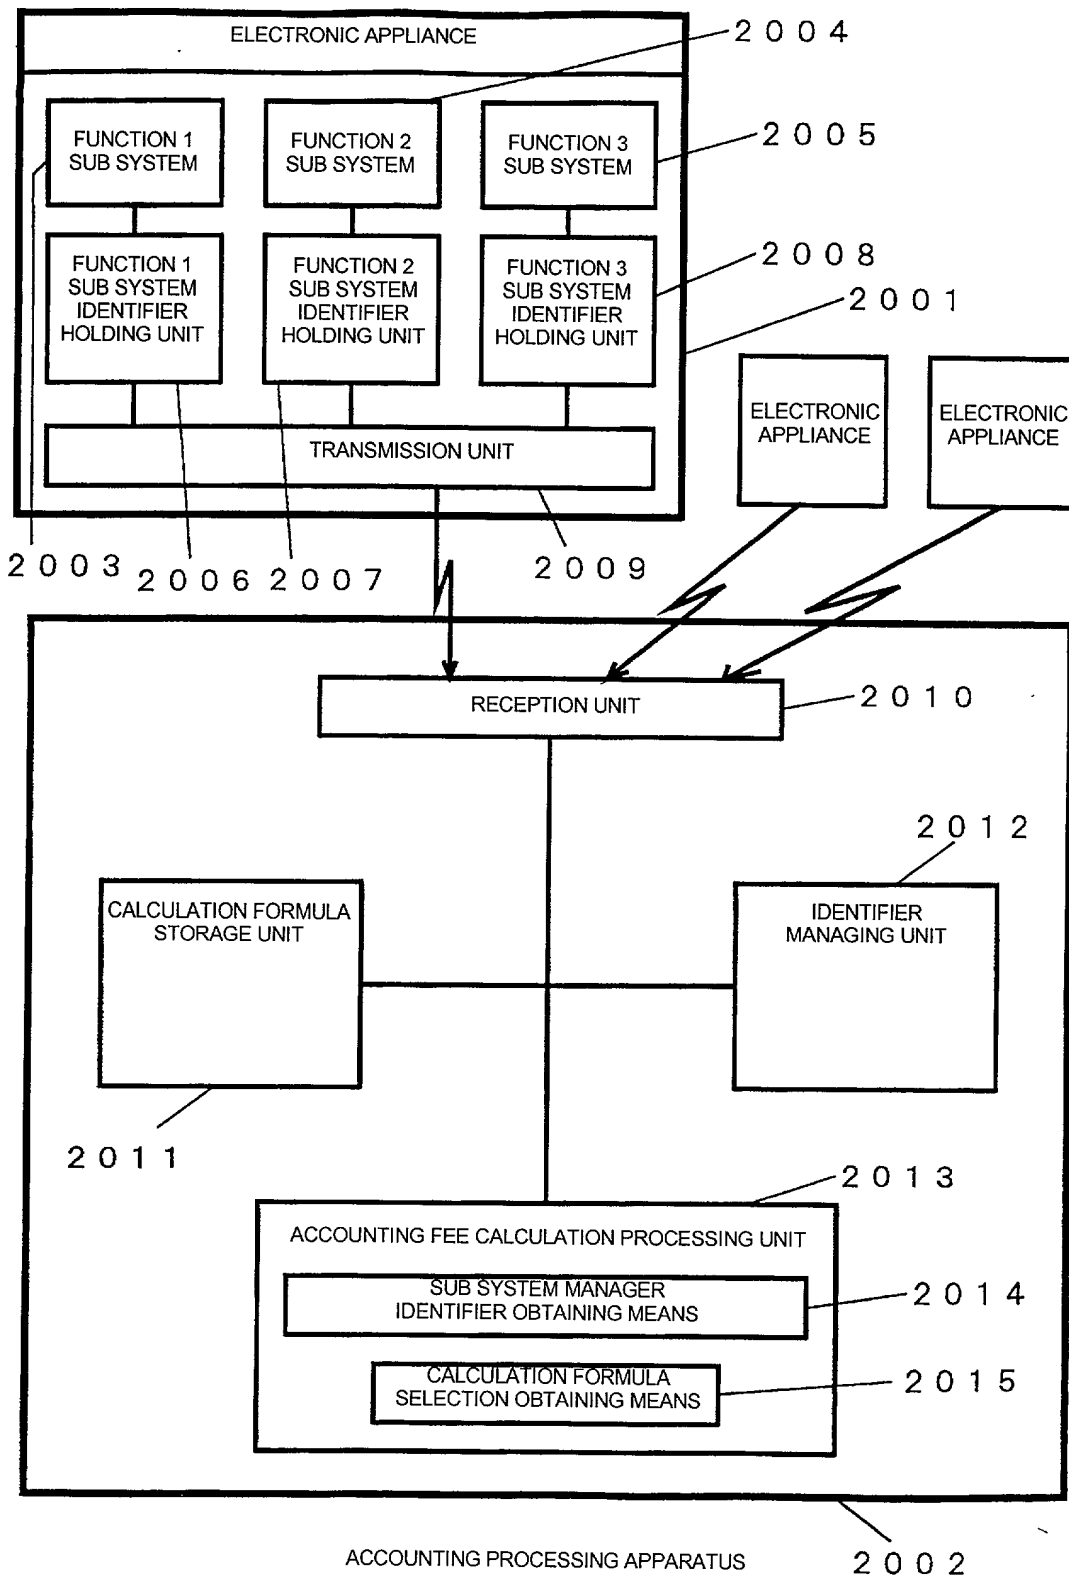 ELECTRONIC APPLIANCE
2004
FUNCTION 1
SUB SYSTEM
FUNCTION 2
SUB SYSTEM
FUNCTION 3
SUB SYSTEM
2005
FUNCTION 1
SUB SYSTEM
IDENTIFIER
HOLDING UNIT
FUNCTION 2
SUB SYSTEM
IDENTIFIER
HOLDING UNIT
FUNCTION 3
SUB SYSTEM
IDENTIFIER
HOLDING UNIT
2008
2001
ELECTRONIC
APPLIANCE
ELECTRONIC
APPLIANCE
TRANSMISSION UNIT
2003
2006
2007
2009
RECEPTION UNIT
2010
2012
CALCULATION FORMULA
STORAGE UNIT
IDENTIFIER
MANAGING UNIT
2011
2013
ACCOUNTING FEE CALCULATION PROCESSING UNIT
SUB SYSTEM MANAGER
IDENTIFIER OBTAINING MEANS
2014
CALCULATION FORMULA
SELECTION OBTAINING MEANS
2015
ACCOUNTING PROCESSING APPARATUS
2002